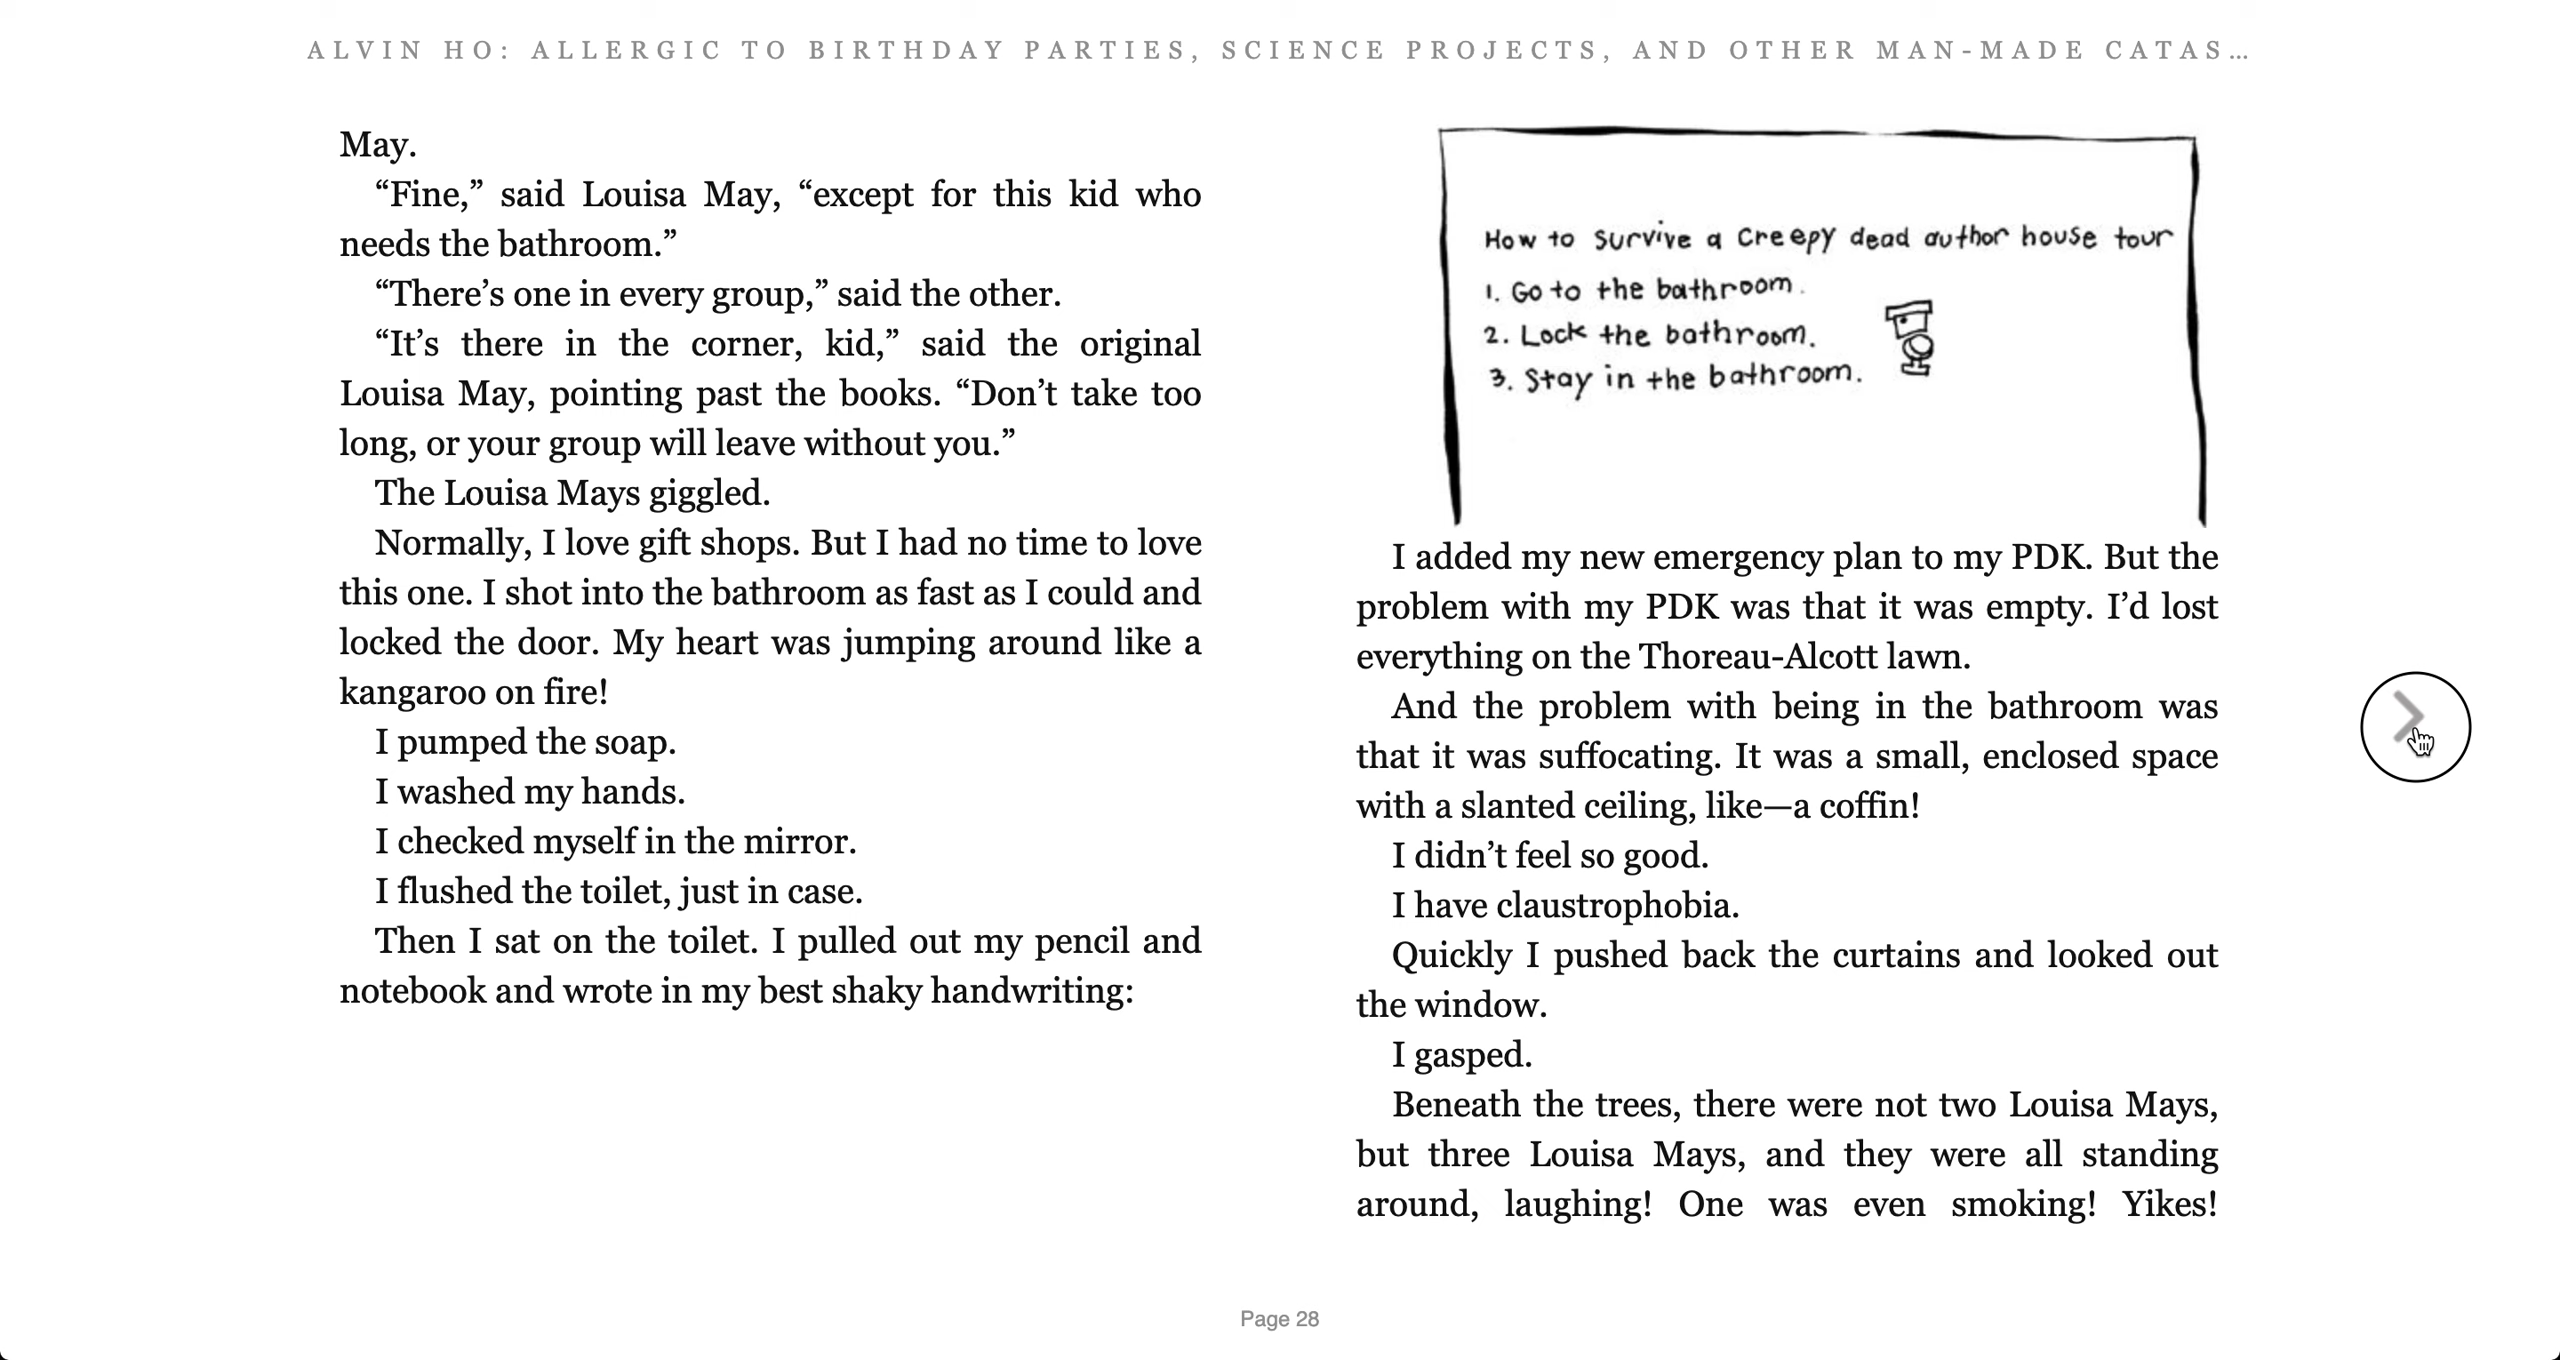 ALVIN HO: ALLERGIC TO BIRTHDAY PARTIES, SCIENCE PROJECTS, AND OTHER MAN-MADE CATAS…
May.
“Fine,” said Louisa May, “except for this kid who
needs the bathroom.”
“There’s one in every group,” said the other.
“It’s there in the corner, kid,” said the original
Louisa May, pointing past the books. “Don’t take too
long, or your group will leave without you.”
The Louisa Mays giggled.
Normally, I love gift shops. But I had no time to love
this one. I shot into the bathroom as fast as I could and
locked the door. My heart was jumping around like a
kangaroo on fire!
I pumped the soap.
I washed my hands.
I checked myself in the mirror.
I flushed the toilet, just in case.
Then I sat on the toilet. I pulled out my pencil and
notebook and wrote in my best shaky handwriting:
How to survive a creepy dead author house tour
1. Go to the bathroom.
2. Lock the bathroom.
3. Stay in the bathroom.
I added my new emergency plan to my PDK. But the
problem with my PDK was that it was empty. I’d lost
everything on the Thoreau-Alcott lawn.
And the problem with being in the bathroom was
that it was suffocating. It was a small, enclosed space
with a slanted ceiling, like—a coffin!
I didn’t feel so good.
I have claustrophobia.
Quickly I pushed back the curtains and looked out
the window.
I gasped.
Beneath the trees, there were not two Louisa Mays,
but three Louisa Mays, and they were all standing
around, laughing! One was even smoking! Yikes!
Page 28